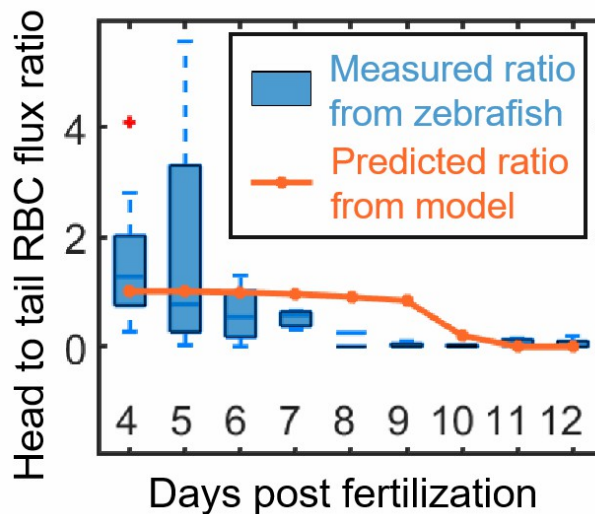 Head to tail RBC flux ratio
4
2
0
Measured ratio
from zebrafish
Predicted ratio
from model
4 5 6 7 8 9 10 11 12
Days post fertilization